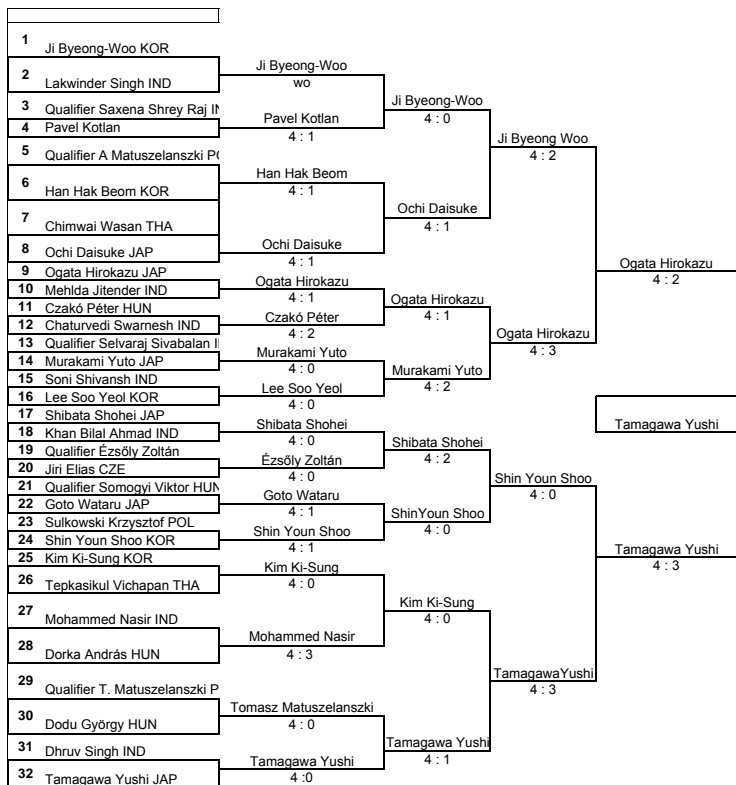 1 Ji Byeong-Woo KOR
2 Lakwinder Singh IND
3 Qualifier Saxena Shrey Raj
4 Pavel Kotlan
5 Qualifier A Matuszelanszki
6 Han Hak Beom KOR
7 Chimwai Wasan THA
8 Ochi Daisuke JAP
9 Ogata Hirokazu JAP
10 Mehlda Jitender IND
11 Czakó Péter HUN
12 Chaturvedi Swarnesh IND
13 Qualifier Selvaraj Sivabalan
14 Murakami Yuto JAP
15 Soni Shivansh IND
16 Lee Soo Yeol KOR
17 Shibata Shohei JAP
18 Khan Bilal Ahmad IND
19 Qualifier Ézsőly Zoltán
20 Jiri Elias CZE
21 Qualifier Somogyi Viktor HUN
22 Goto Wataru JAP
23 Sulkowski Krzysztof POL
24 Shin Youn Shoo KOR
25 Kim Ki-Sung KOR
26 Tepkasikul Vichapan THA
27 Mohammed Nasir IND
28 Dorka András HUN
29 Qualifier T. Matuszelanszki P
30 Dodu György HUN
31 Dhruv Singh IND
32 Tamagawa Yushi JAP
Ji Byeong-Woo
wo
Pavel Kotlan
4 : 1
Han Hak Beom
4 : 1
Ochi Daisuke
4 : 1
Ogata Hirokazu
4 : 1
Czakó Péter
4 : 2
Murakami Yuto
4 : 0
Lee Soo Yeol
4 : 0
Shibata Shohei
4 : 0
Ézsőly Zoltán
4 : 0
Goto Wataru
4 : 1
Shin Youn Shoo
4 : 1
Kim Ki-Sung
4 : 0
Mohammed Nasir
4 : 3
Tomasz Matuszelanszki
4 : 0
Tamagawa Yushi
4 :0
Ji Byeong-Woo
4 : 0
Ochi Daisuke
4 : 1
Ogata Hirokazu
4 : 1
Murakami Yuto
4 : 2
Shibata Shohei
4 : 2
ShinYoun Shoo
4 : 0
Kim Ki-Sung
4 : 0
Tamagawa Yushi
4 : 1
Ji Byeong Woo
4 : 2
Ogata Hirokazu
4 : 3
Shin Youn Shoo
4 : 0
TamagawaYushi
4 : 3
Ogata Hirokazu
4 : 2
Tamagawa Yushi
4 : 3
Tamagawa Yushi